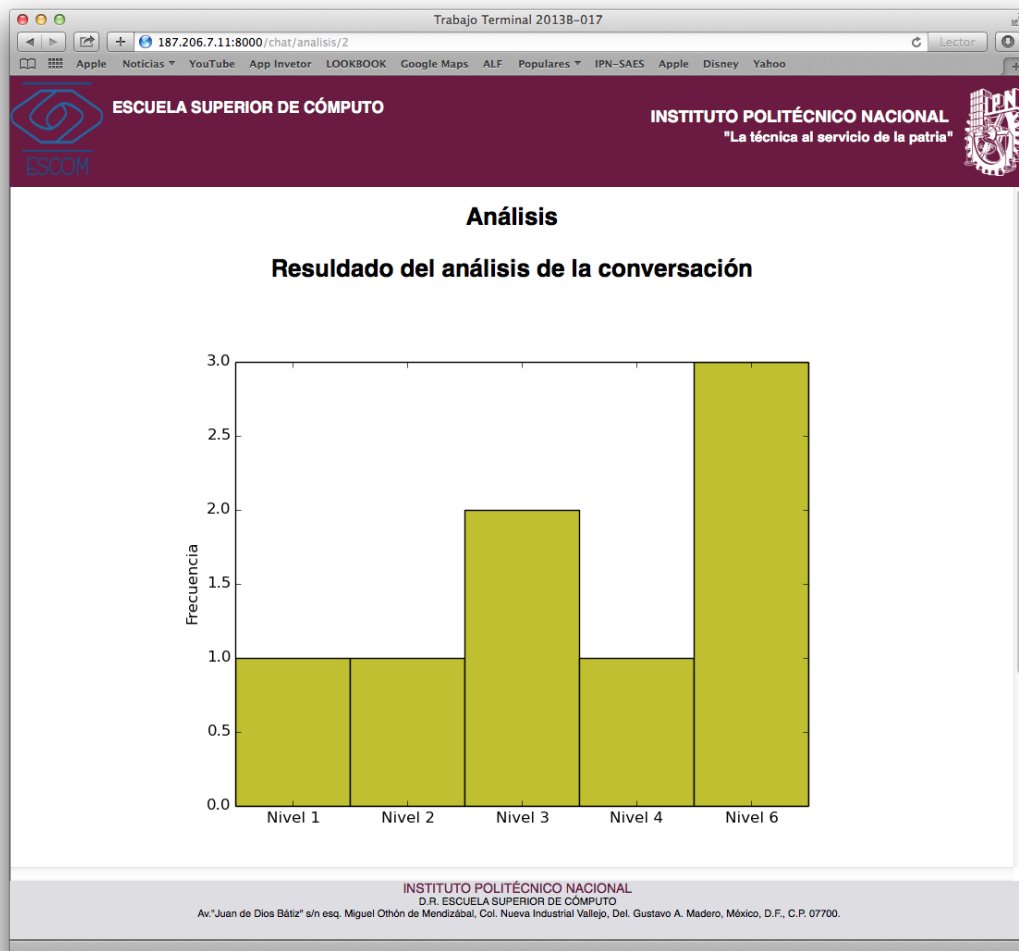 Trabajo Terminal 2013B-017
187.206.7.11:8000/chat/analisis/2
Lector
Apple Noticias YouTube App Invetor LOOKBOOK Google Maps ALF Populares IPN-SAES Apple Disney Yahoo
ESCUELA SUPERIOR DE CÓMPUTO
INSTITUTO POLITÉCNICO NACIONAL
"La técnica al servicio de la patria"
IPN
ESCOM
Análisis
Resuldado del análisis de la conversación
3.0
2.5
2.0
1.5
1.0
0.5
0.0
Frecuencia
Nivel 1 Nivel 2 Nivel 3 Nivel 4 Nivel 6
INSTITUTO POLITÉCNICO NACIONAL
D.R. ESCUELA SUPERIOR DE CÓMPUTO
Av."Juan de Dios Bátiz" s/n esq. Miguel Othón de Mendizábal, Col. Nueva Industrial Vallejo, Del. Gustavo A. Madero, México, D.F., C.P. 07700.